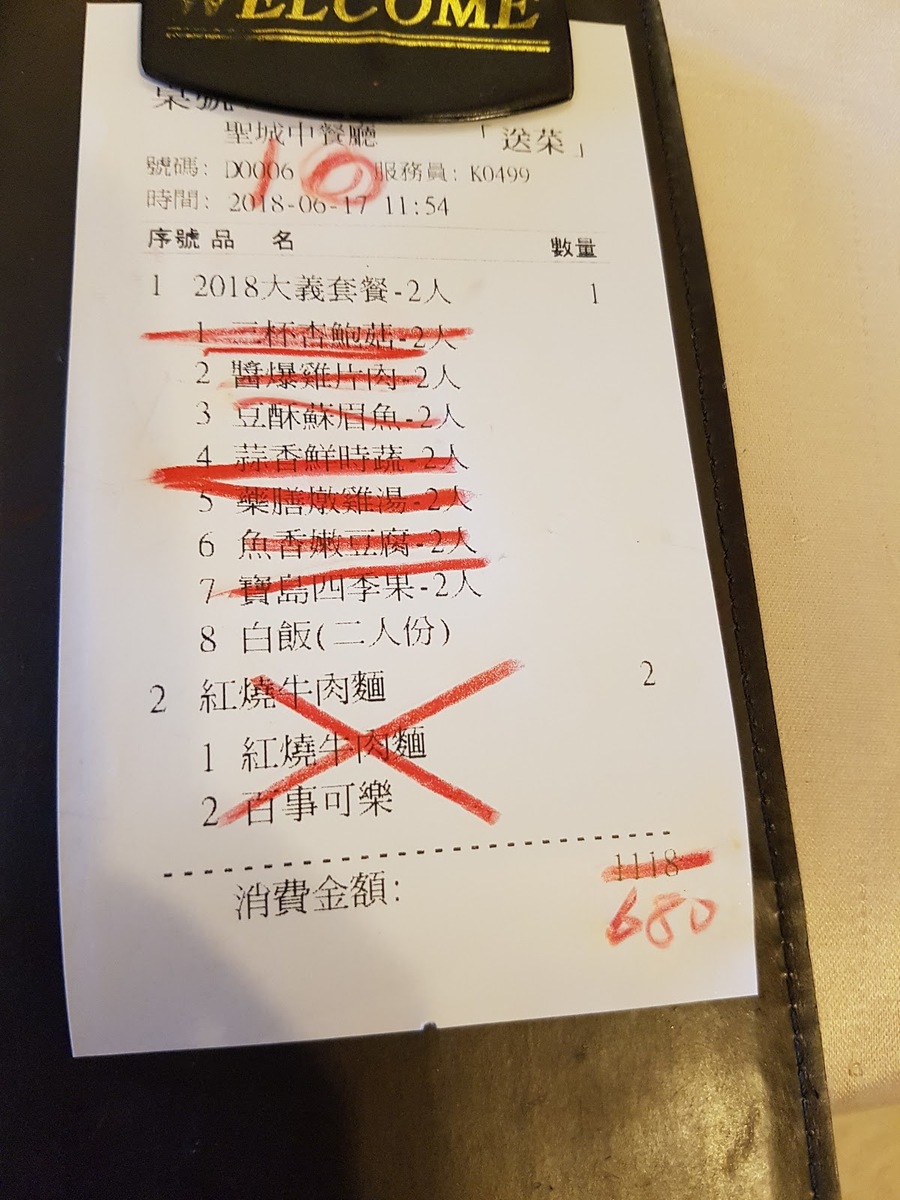 WELCOME
桌號
聖城中餐廳 「送菜」
10
號碼: D0006 服務員: K0499
時間: 2018-06-17 11:54
序號 品 名 數量
1 2018大義套餐-2人 1
1 三杯杏鮑菇-2人
2 醬爆雞片肉-2人
3 豆酥蘇眉魚-2人
4 蒜香鮮時蔬-2人
5 藥膳燉雞湯-2人
6 魚香嫩豆腐-2人
7 寶島四季果-2人
8 白飯(二人份)
2 紅燒牛肉麵 2
1 紅燒牛肉麵
2 百事可樂
消費金額: 1118
680